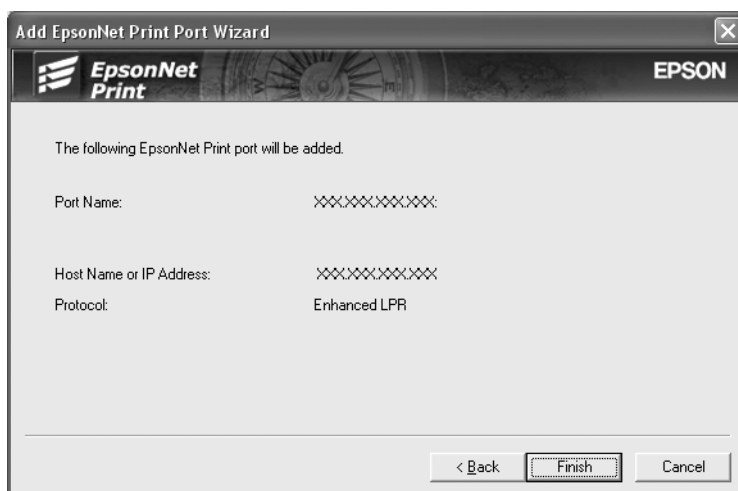 Add EpsonNet Print Port Wizard
EpsonNet
Print
EPSON
The following EpsonNet Print port will be added.
Port Name: XXX.XXX.XXX.XXX:
Host Name or IP Address: XXX.XXX.XXX.XXX
Protocol: Enhanced LPR
< Back Finish Cancel